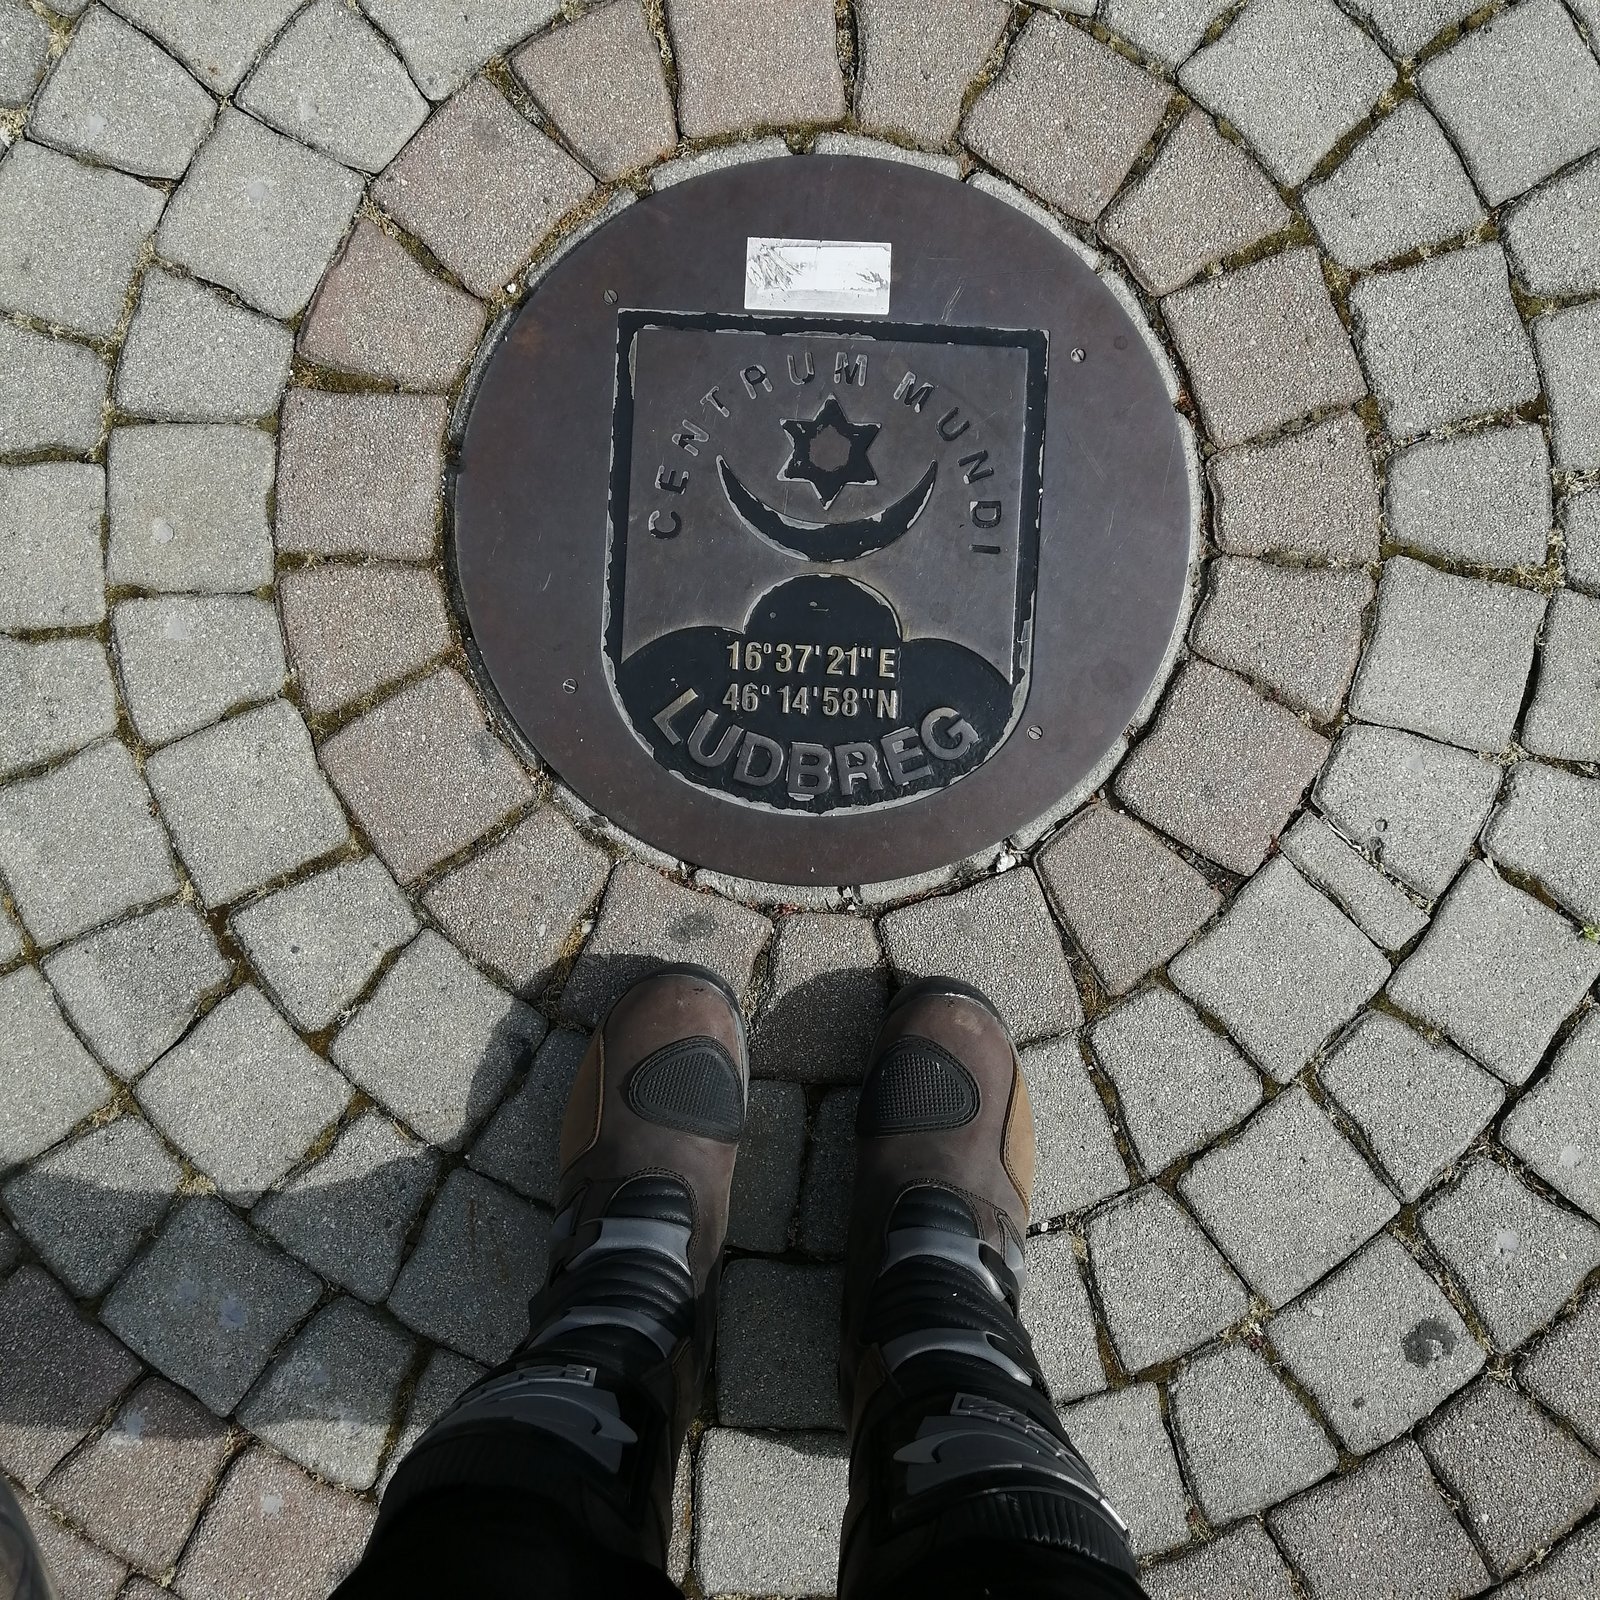 CENTRUM MUNDI
16°37'21"E
46°14'58"N
LUDBREG